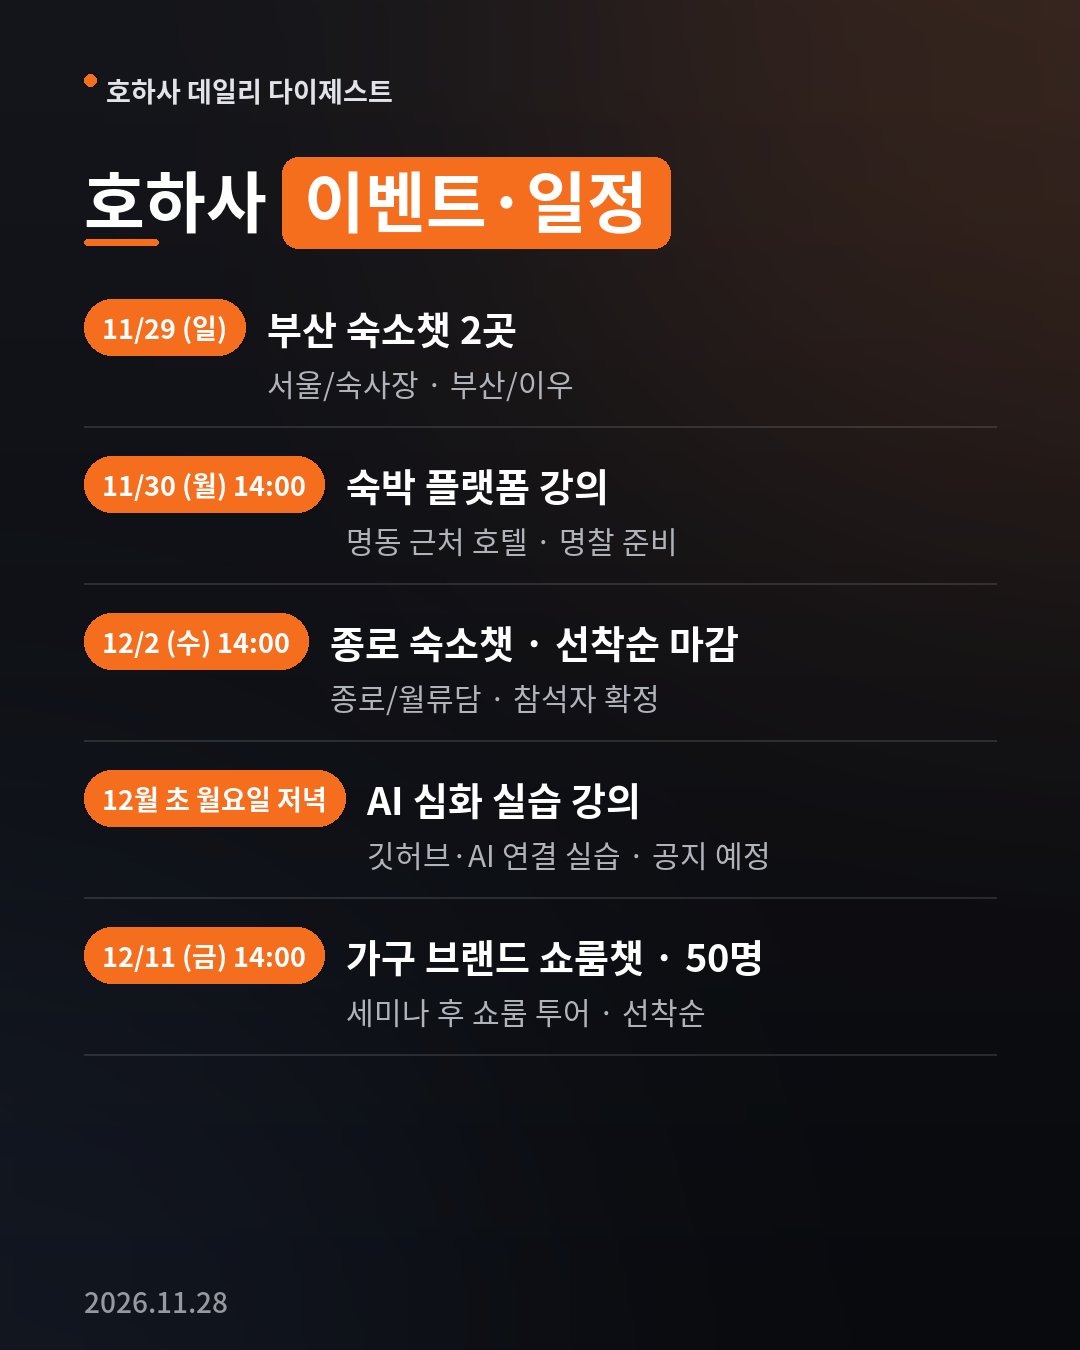 호하사 데일리 다이제스트
호하사 이벤트·일정
11/29 (일) 부산 숙소챗 2곳
서울/숙사장 · 부산/이우
11/30 (월) 14:00 숙박 플랫폼 강의
명동 근처 호텔 · 명찰 준비
12/2 (수) 14:00 종로 숙소챗 · 선착순 마감
종로/월류담 · 참석자 확정
12월 초 월요일 저녁 AI 심화 실습 강의
깃허브·AI 연결 실습 · 공지 예정
12/11 (금) 14:00 가구 브랜드 쇼룸챗 · 50명
세미나 후 쇼룸 투어 · 선착순
2026.11.28